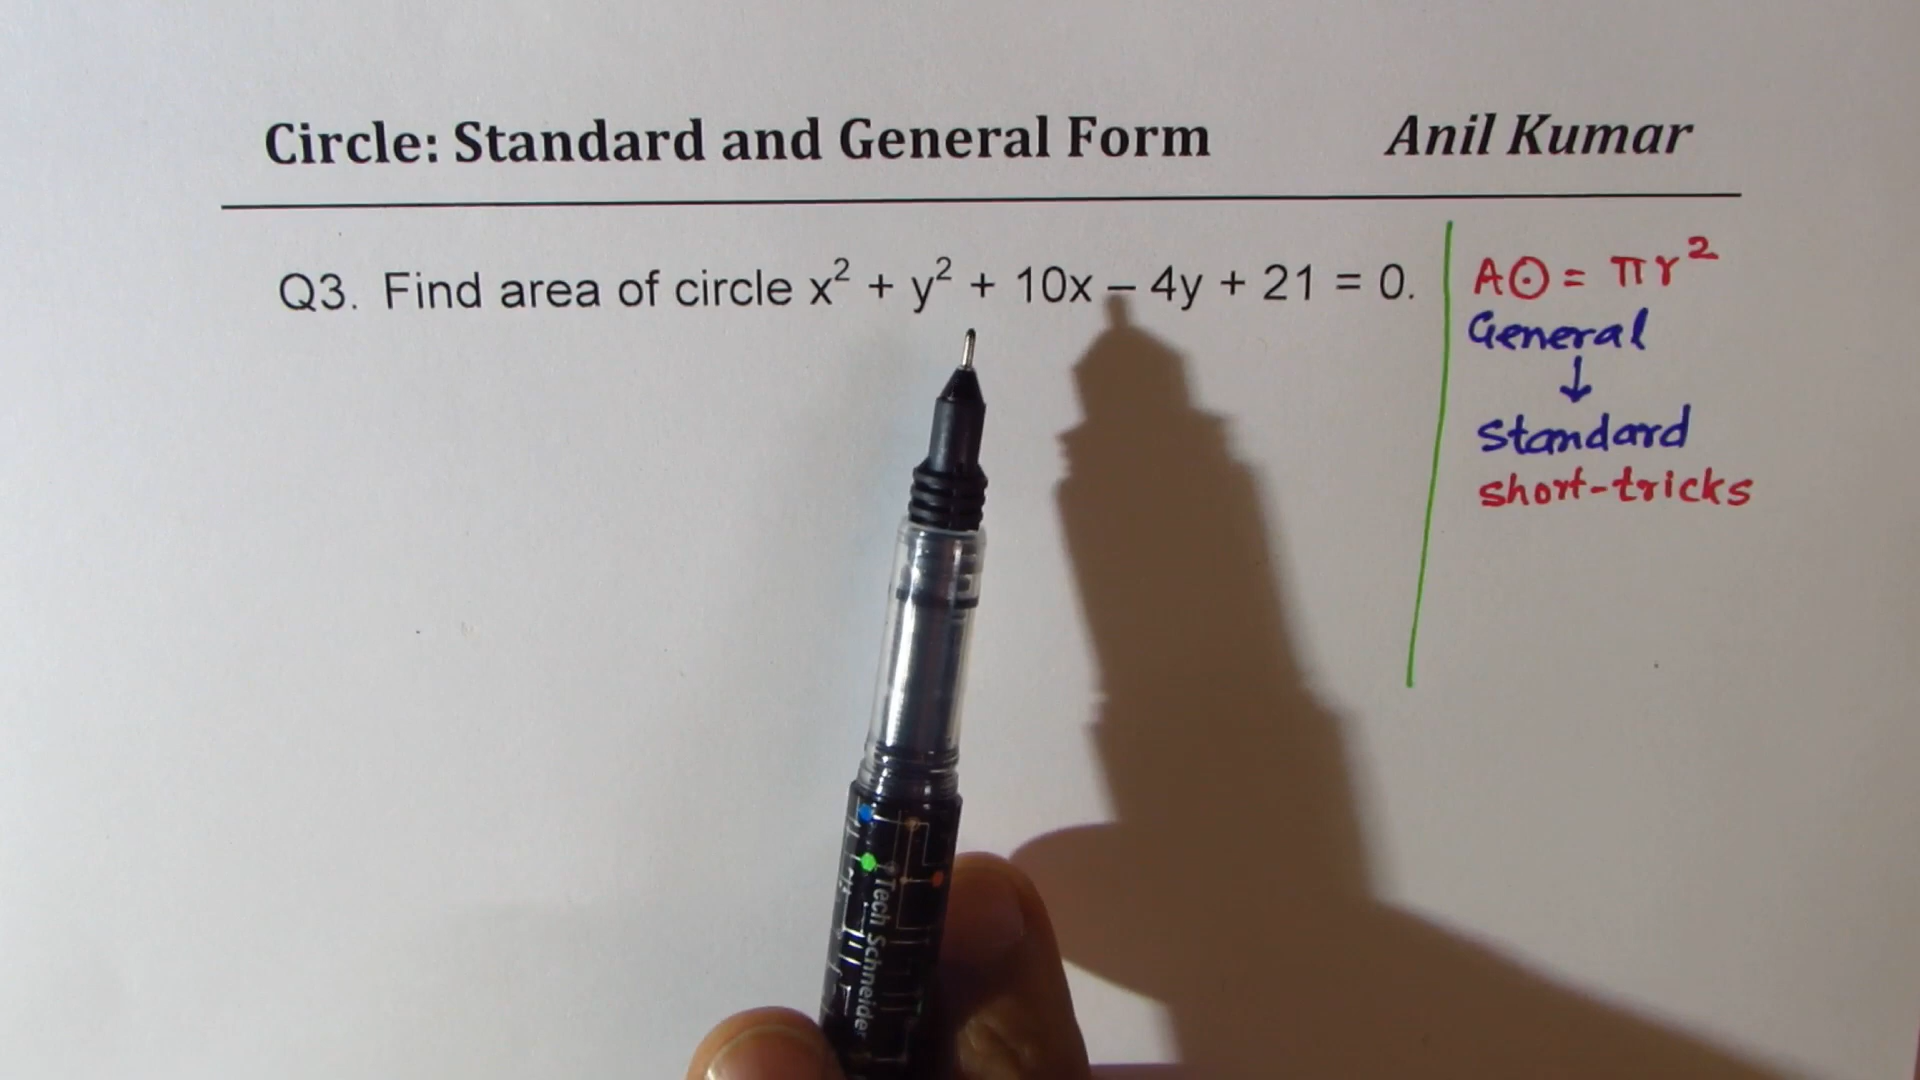 Circle: Standard and General Form Anil Kumar
Q3. Find area of circle x² + y² + 10x – 4y + 21 = 0.
A⊙ = πr²
General
↓
Standard
short-tricks
Tech Schneider